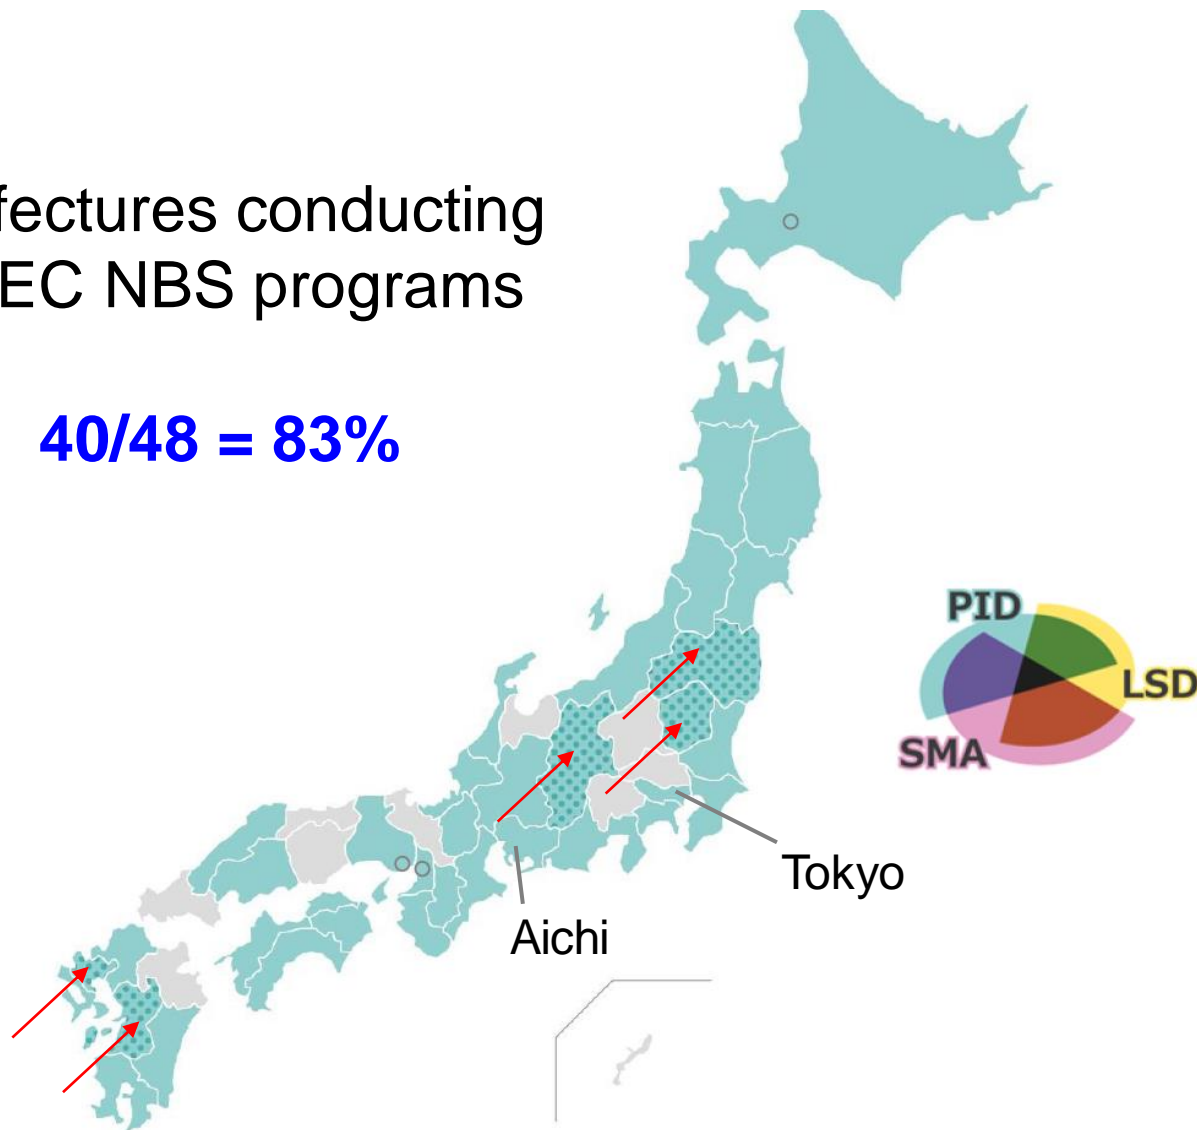 fectures conducting
EC NBS programs
40/48 = 83%
PID
LSD
SMA
Tokyo
Aichi